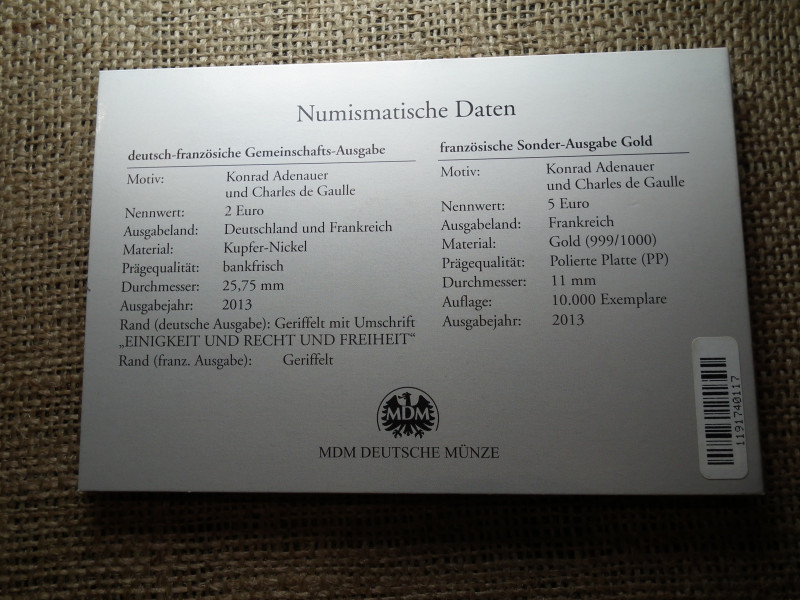 Numismatische Daten
deutsch-französiche Gemeinschafts-Ausgabe
Motiv: Konrad Adenauer
und Charles de Gaulle
Nennwert: 2 Euro
Ausgabeland: Deutschland und Frankreich
Material: Kupfer-Nickel
Prägequalität: bankfrisch
Durchmesser: 25,75 mm
Ausgabejahr: 2013
Rand (deutsche Ausgabe): Geriffelt mit Umschrift
„EINIGKEIT UND RECHT UND FREIHEIT“
Rand (franz. Ausgabe): Geriffelt
französische Sonder-Ausgabe Gold
Motiv: Konrad Adenauer
und Charles de Gaulle
Nennwert: 5 Euro
Ausgabeland: Frankreich
Material: Gold (999/1000)
Prägequalität: Polierte Platte (PP)
Durchmesser: 11 mm
Auflage: 10.000 Exemplare
Ausgabejahr: 2013
MDM
MDM DEUTSCHE MÜNZE
1191740117